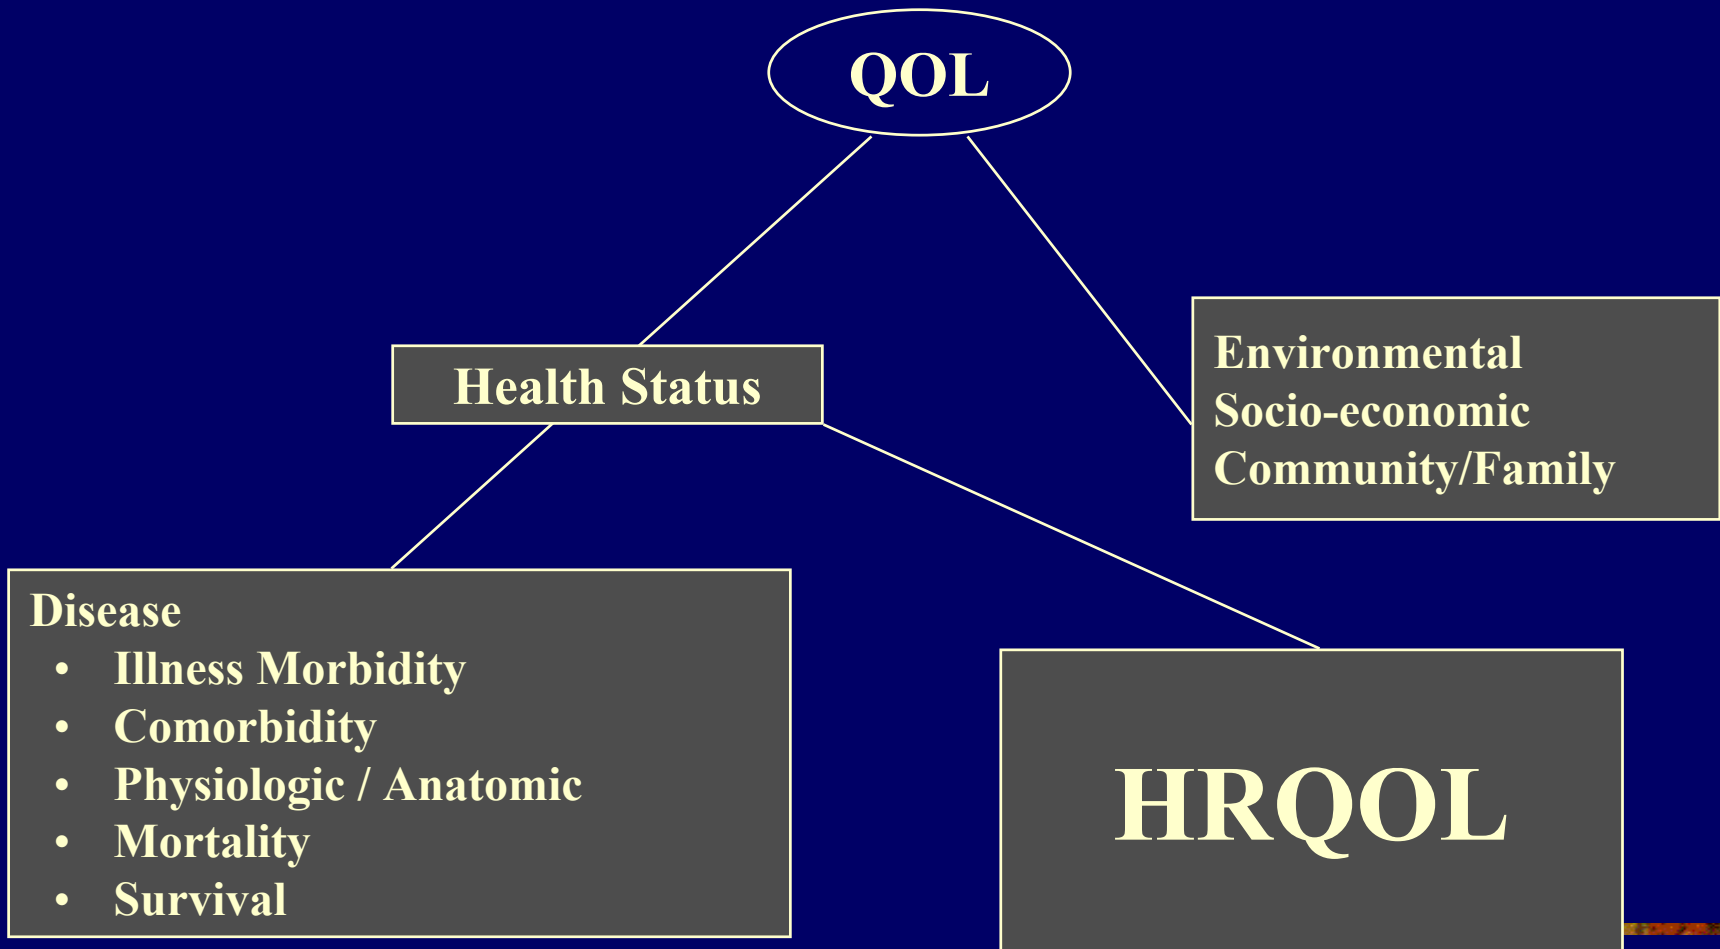 QOL
Health Status
Environmental
Socio-economic
Community/Family
Disease
• Illness Morbidity
• Comorbidity
• Physiologic / Anatomic
• Mortality
• Survival
HRQOL